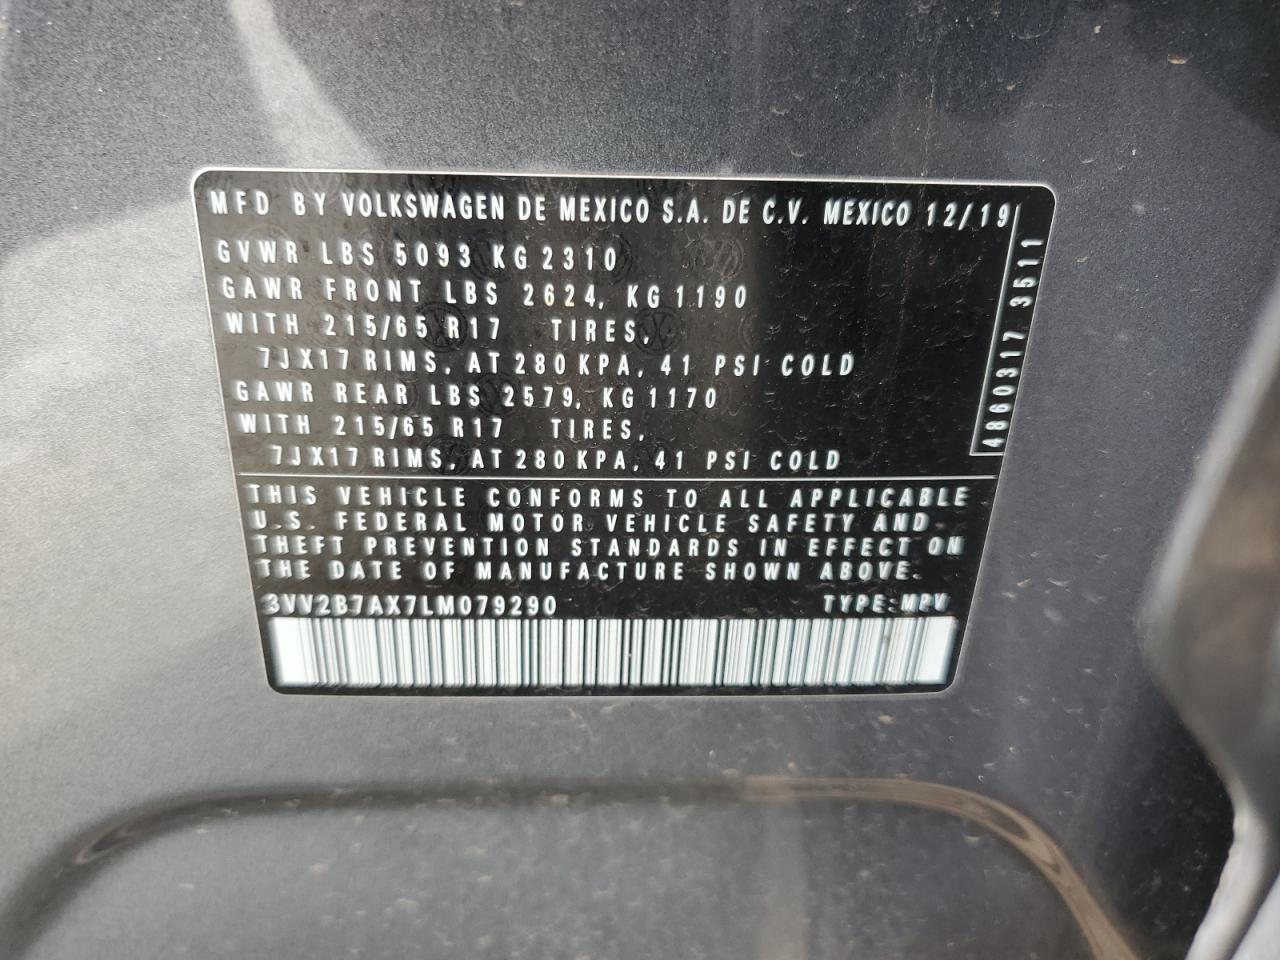 MFD BY VOLKSWAGEN DE MEXICO S.A. DE C.V. MEXICO 12/19
GVWR LBS 5093 KG 2310
GAWR FRONT LBS 2624, KG 1190
WITH 215/65 R17 TIRES,
7JX17 RIMS, AT 280 KPA, 41 PSI COLD
GAWR REAR LBS 2579, KG 1170
WITH 215/65 R17 TIRES,
7JX17 RIMS, AT 280 KPA, 41 PSI COLD
4860317 3511
THIS VEHICLE CONFORMS TO ALL APPLICABLE
U.S. FEDERAL MOTOR VEHICLE SAFETY AND
THEFT PREVENTION STANDARDS IN EFFECT ON
THE DATE OF MANUFACTURE SHOWN ABOVE.
3VV2B7AX7LM079290 TYPE:MPV